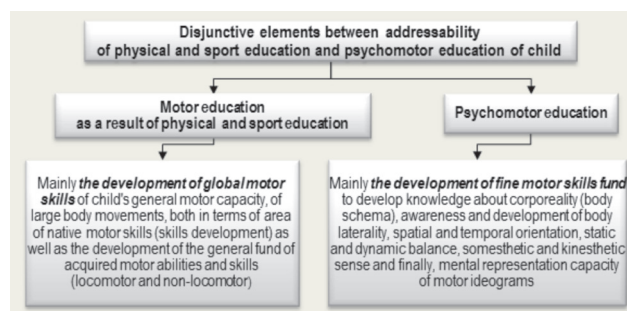 Disjunctive elements between addressability
of physical and sport education and psychomotor education of child
Motor education
as a result of physical and sport education
Psychomotor education
Mainly the development of global motor
skills of child's general motor capacity, of
large body movements, both in terms of area
of native motor skills (skills development) as
well as the development of the general fund of
acquired motor abilities and skills
(locomotor and non-locomotor)
Mainly the development of fine motor skills fund
to develop knowledge about corporeality (body
schema), awareness and development of body
laterality, spatial and temporal orientation, static
and dynamic balance, somesthetic and kinesthetic
sense and finally, mental representation capacity
of motor ideograms